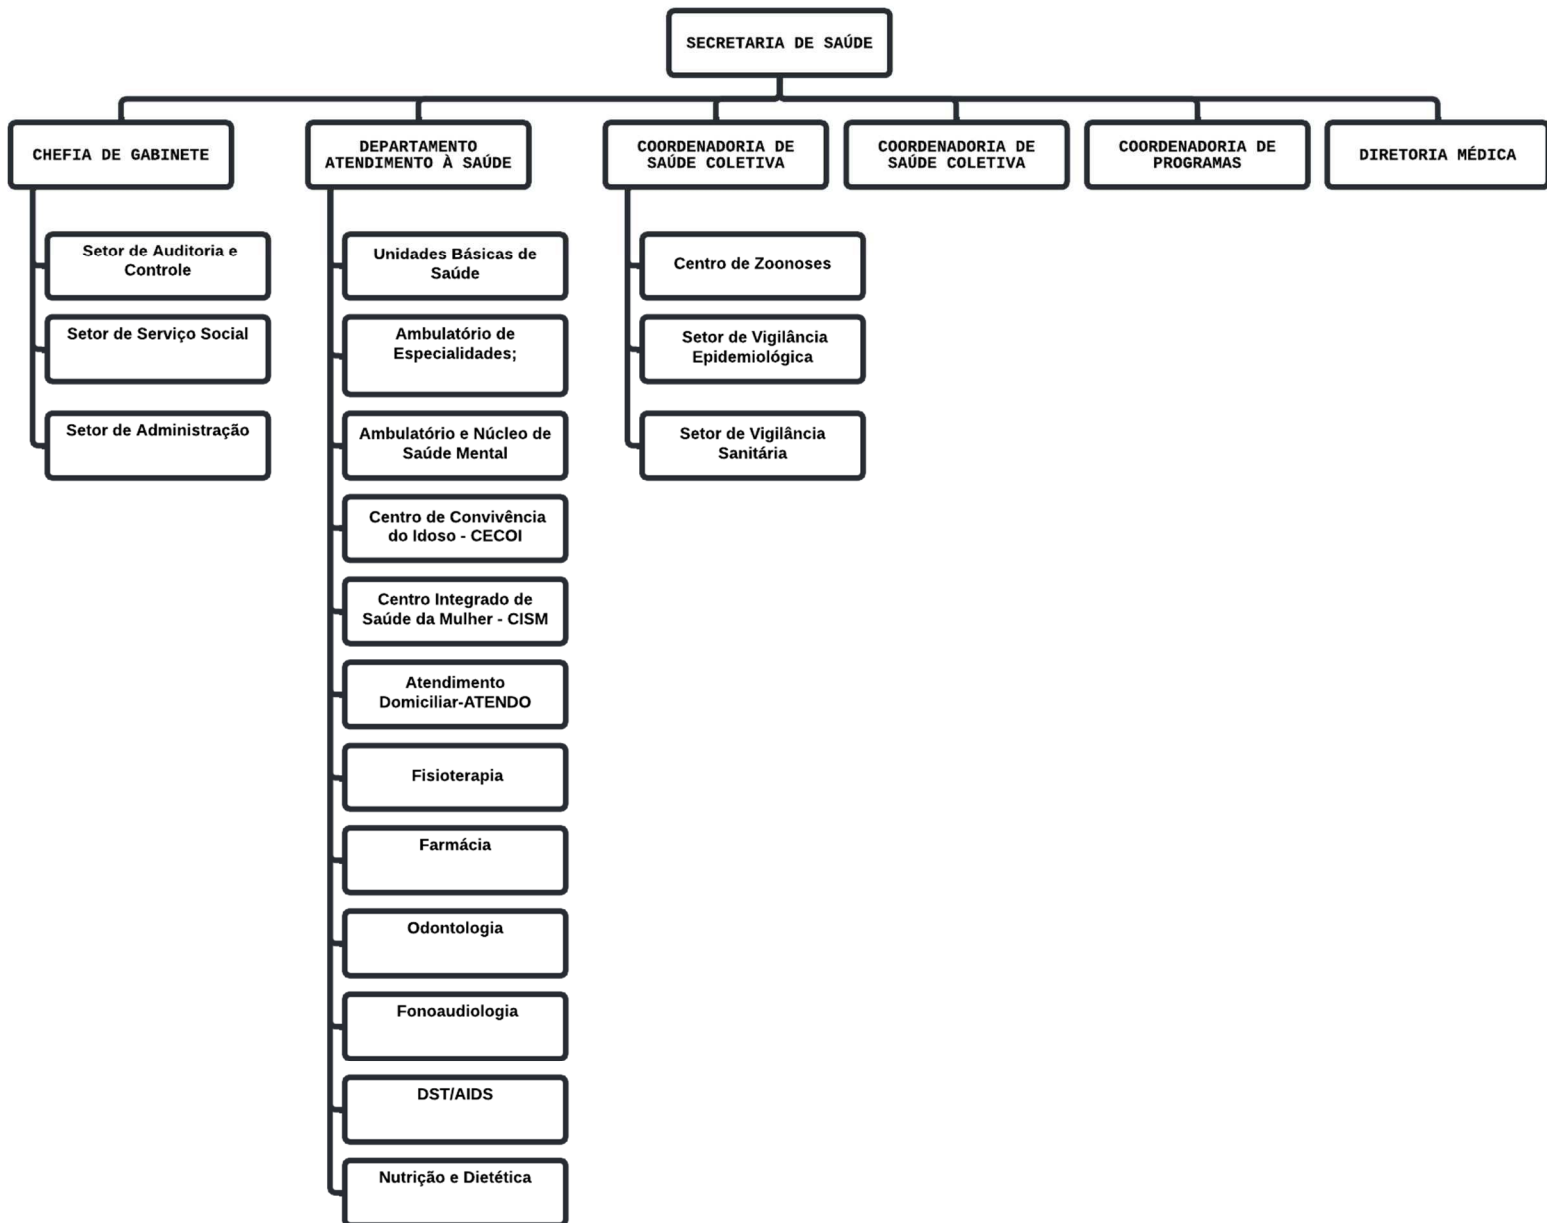 SECRETARIA DE SAÚDE
CHEFIA DE GABINETE
DEPARTAMENTO
ATENDIMENTO À SAÚDE
COORDENADORIA DE
SAÚDE COLETIVA
COORDENADORIA DE
SAÚDE COLETIVA
COORDENADORIA DE
PROGRAMAS
DIRETORIA MÉDICA
Setor de Auditoria e
Controle
Setor de Serviço Social
Setor de Administração
Unidades Básicas de
Saúde
Ambulatório de
Especialidades;
Ambulatório e Núcleo de
Saúde Mental
Centro de Convivência
do Idoso - CECOI
Centro Integrado de
Saúde da Mulher - CISM
Atendimento
Domiciliar-ATENDO
Fisioterapia
Farmácia
Odontologia
Fonoaudiologia
DST/AIDS
Nutrição e Dietética
Centro de Zoonoses
Setor de Vigilância
Epidemiológica
Setor de Vigilância
Sanitária